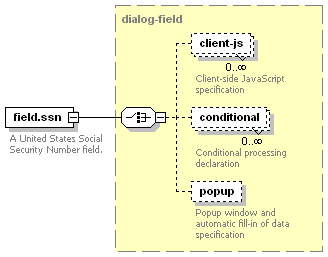 dialog-field
client-js
0..∞
Client-side JavaScript
specification
field.ssn
A United States Social
Security Number field.
conditional
0..∞
Conditional processing
declaration
popup
Popup window and
automatic fill-in of data
specification